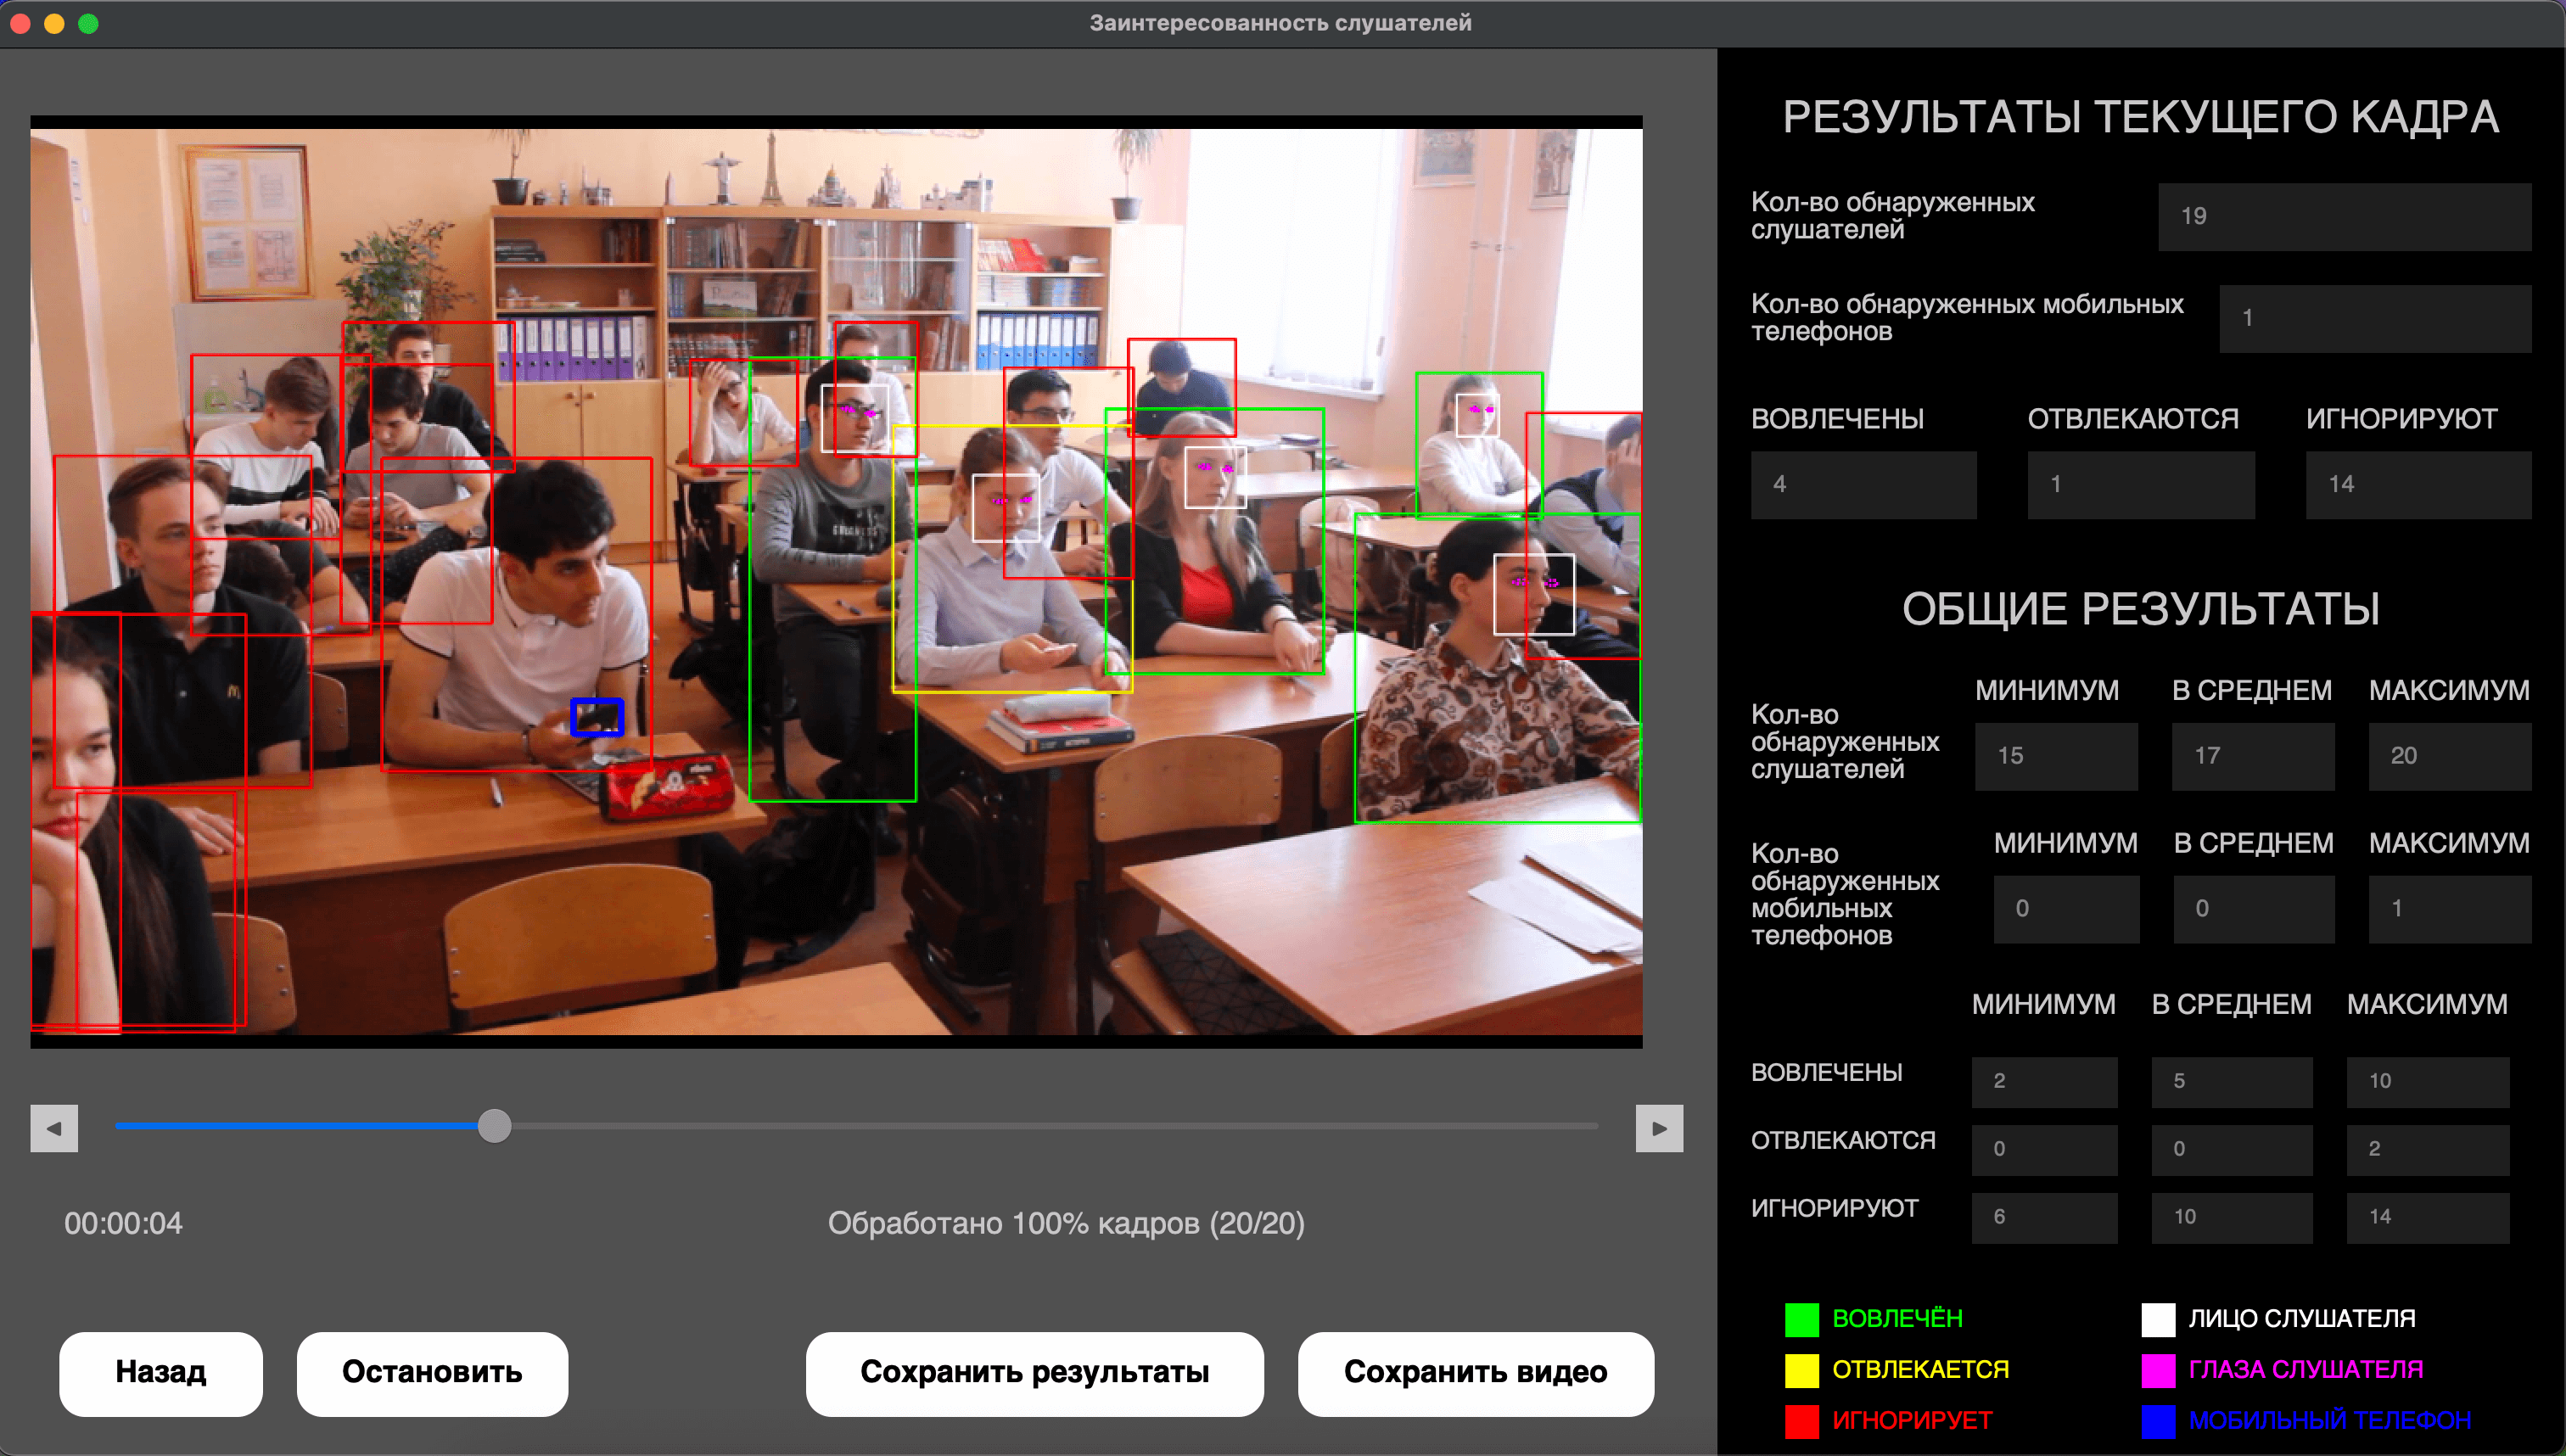 Заинтересованность слушателей
РЕЗУЛЬТАТЫ ТЕКУЩЕГО КАДРА
Кол-во обнаруженных
слушателей
19
Кол-во обнаруженных мобильных
телефонов
1
ВОВЛЕЧЕНЫ ОТВЛЕКАЮТСЯ ИГНОРИРУЮТ
4 1 14
ОБЩИЕ РЕЗУЛЬТАТЫ
МИНИМУМ В СРЕДНЕМ МАКСИМУМ
Кол-во
обнаруженных
слушателей
15 17 20
МИНИМУМ В СРЕДНЕМ МАКСИМУМ
Кол-во
обнаруженных
мобильных
телефонов
0 0 1
МИНИМУМ В СРЕДНЕМ МАКСИМУМ
ВОВЛЕЧЕНЫ 2 5 10
ОТВЛЕКАЮТСЯ 0 0 2
ИГНОРИРУЮТ 6 10 14
ВОВЛЕЧЁН ЛИЦО СЛУШАТЕЛЯ
ОТВЛЕКАЕТСЯ ГЛАЗА СЛУШАТЕЛЯ
ИГНОРИРУЕТ МОБИЛЬНЫЙ ТЕЛЕФОН
00:00:04 Обработано 100% кадров (20/20)
Назад Остановить Сохранить результаты Сохранить видео